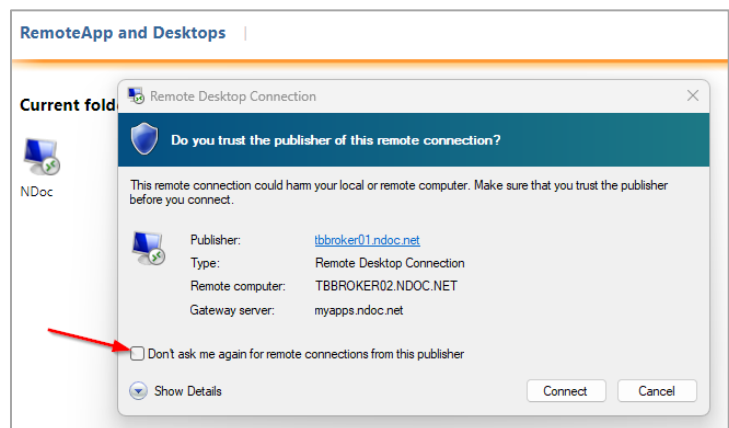 RemoteApp and Desktops
Current fold
NDoc
Remote Desktop Connection
Do you trust the publisher of this remote connection?
This remote connection could harm your local or remote computer. Make sure that you trust the publisher
before you connect.
Publisher: tbbroker01.ndoc.net
Type: Remote Desktop Connection
Remote computer: TBBROKER02.NDOC.NET
Gateway server: myapps.ndoc.net
Don't ask me again for remote connections from this publisher
Show Details
Connect
Cancel